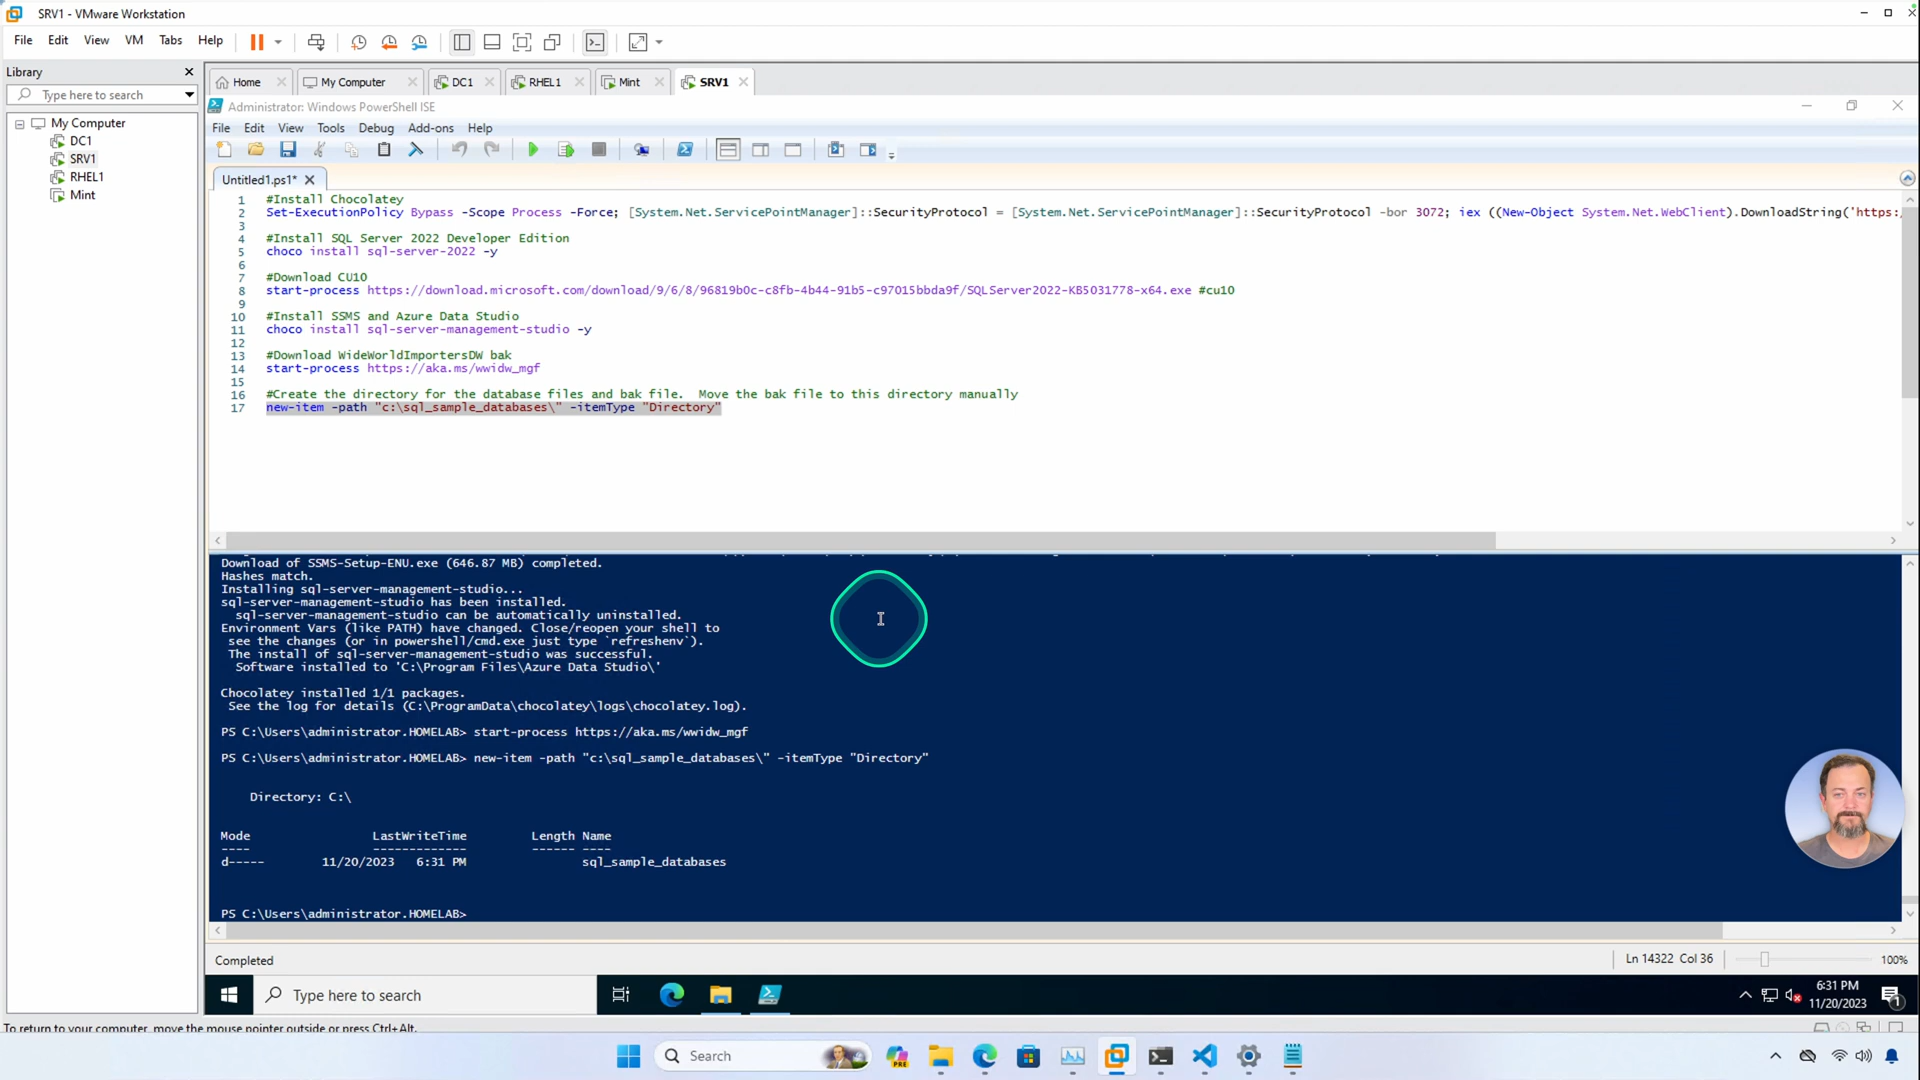 SRV1 - VMware Workstation
File Edit View VM Tabs Help
Library
Type here to search
My Computer
DC1
SRV1
RHEL1
Mint
Home
My Computer
DC1
RHEL1
Mint
SRV1
Administrator: Windows PowerShell ISE
File Edit View Tools Debug Add-ons Help
Untitled1.ps1*
1 #Install Chocolatey
2 Set-ExecutionPolicy Bypass -Scope Process -Force; [System.Net.ServicePointManager]::SecurityProtocol = [System.Net.ServicePointManager]::SecurityProtocol -bor 3072; iex ((New-Object System.Net.WebClient).DownloadString('https:/
3
4 #Install SQL Server 2022 Developer Edition
5 choco install sql-server-2022 -y
6
7 #Download CU10
8 start-process https://download.microsoft.com/download/9/6/8/96819b0c-c8fb-4b44-91b5-c97015bbda9f/SQLServer2022-KB5031778-x64.exe #cu10
9
10 #Install SSMS and Azure Data Studio
11 choco install sql-server-management-studio -y
12
13 #Download WideWorldImportersDW bak
14 start-process https://aka.ms/wwidw_mgf
15
16 #Create the directory for the database files and bak file.  Move the bak file to this directory manually
17 new-item -path "c:\sql_sample_databases\" -itemType "Directory"
Download of SSMS-Setup-ENU.exe (646.87 MB) completed.
Hashes match.
Installing sql-server-management-studio...
sql-server-management-studio has been installed.
sql-server-management-studio can be automatically uninstalled.
Environment Vars (like PATH) have changed. Close/reopen your shell to
see the changes (or in powershell/cmd.exe just type `refreshenv`).
The install of sql-server-management-studio was successful.
Software installed to 'C:\Program Files\Azure Data Studio\'
Chocolatey installed 1/1 packages.
See the log for details (C:\ProgramData\chocolatey\logs\chocolatey.log).
PS C:\Users\administrator.HOMELAB> start-process https://aka.ms/wwidw_mgf
PS C:\Users\administrator.HOMELAB> new-item -path "c:\sql_sample_databases\" -itemType "Directory"
Directory: C:\
Mode LastWriteTime Length Name
---- ------------- ------ ----
d----- 11/20/2023 6:31 PM sql_sample_databases
PS C:\Users\administrator.HOMELAB>
Completed
Ln 14322 Col 36
100%
Type here to search
6:31 PM
11/20/2023
1
To return to your computer, move the mouse pointer outside or press Ctrl+Alt.
Search
PRE